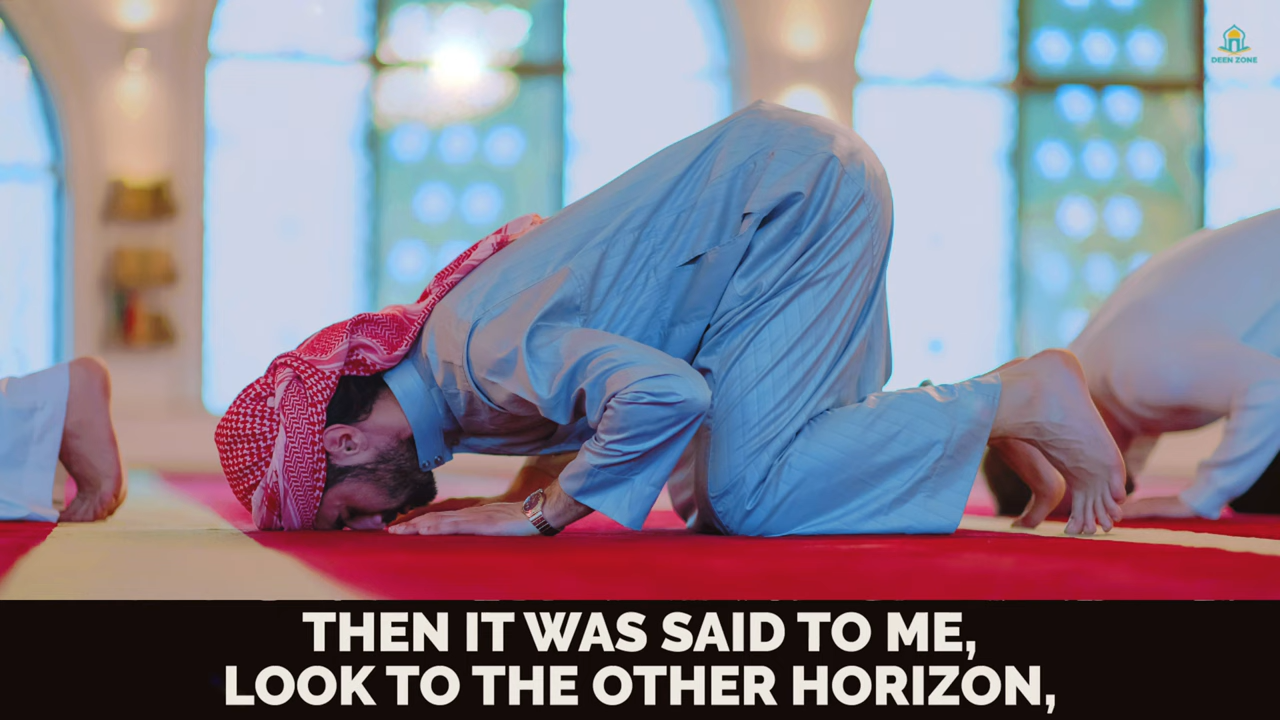 DEEN ZONE
THEN IT WAS SAID TO ME,
LOOK TO THE OTHER HORIZON,